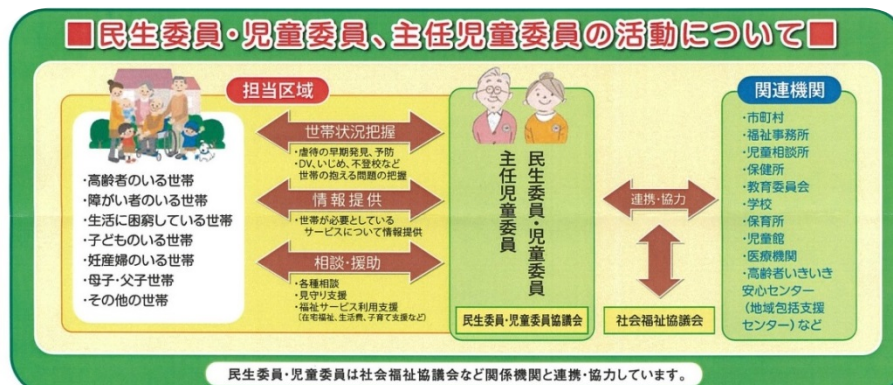 ■民生委員・児童委員、主任児童委員の活動について■
担当区域
・高齢者のいる世帯
・障がい者のいる世帯
・生活に困窮している世帯
・子どものいる世帯
・妊産婦のいる世帯
・母子・父子世帯
・その他の世帯
世帯状況把握
・虐待の早期発見、予防
・DV、いじめ、不登校など
世帯の抱える問題の把握
情報提供
・世帯が必要としている
サービスについて情報提供
相談・援助
・各種相談
・見守り支援
・福祉サービス利用支援
(在宅福祉、生活費、子育て支援など)
民生委員・児童委員
主任児童委員
民生委員・児童委員協議会
連携・協力
社会福祉協議会
関連機関
・市町村
・福祉事務所
・児童相談所
・保健所
・教育委員会
・学校
・保育所
・児童館
・医療機関
・高齢者いきいき
安心センター
(地域包括支援
センター)など
民生委員・児童委員は社会福祉協議会など関係機関と連携・協力しています。